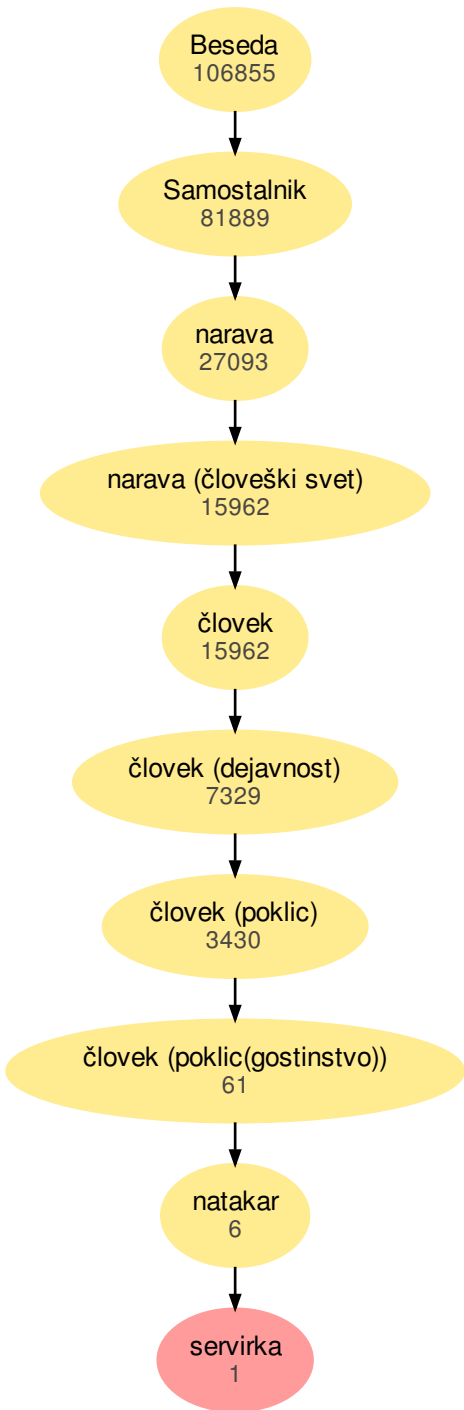 Beseda
106855
Samostalnik
81889
narava
27093
narava (človeški svet)
15962
človek
15962
človek (dejavnost)
7329
človek (poklic)
3430
človek (poklic(gostinstvo))
61
natakar
6
servirka
1